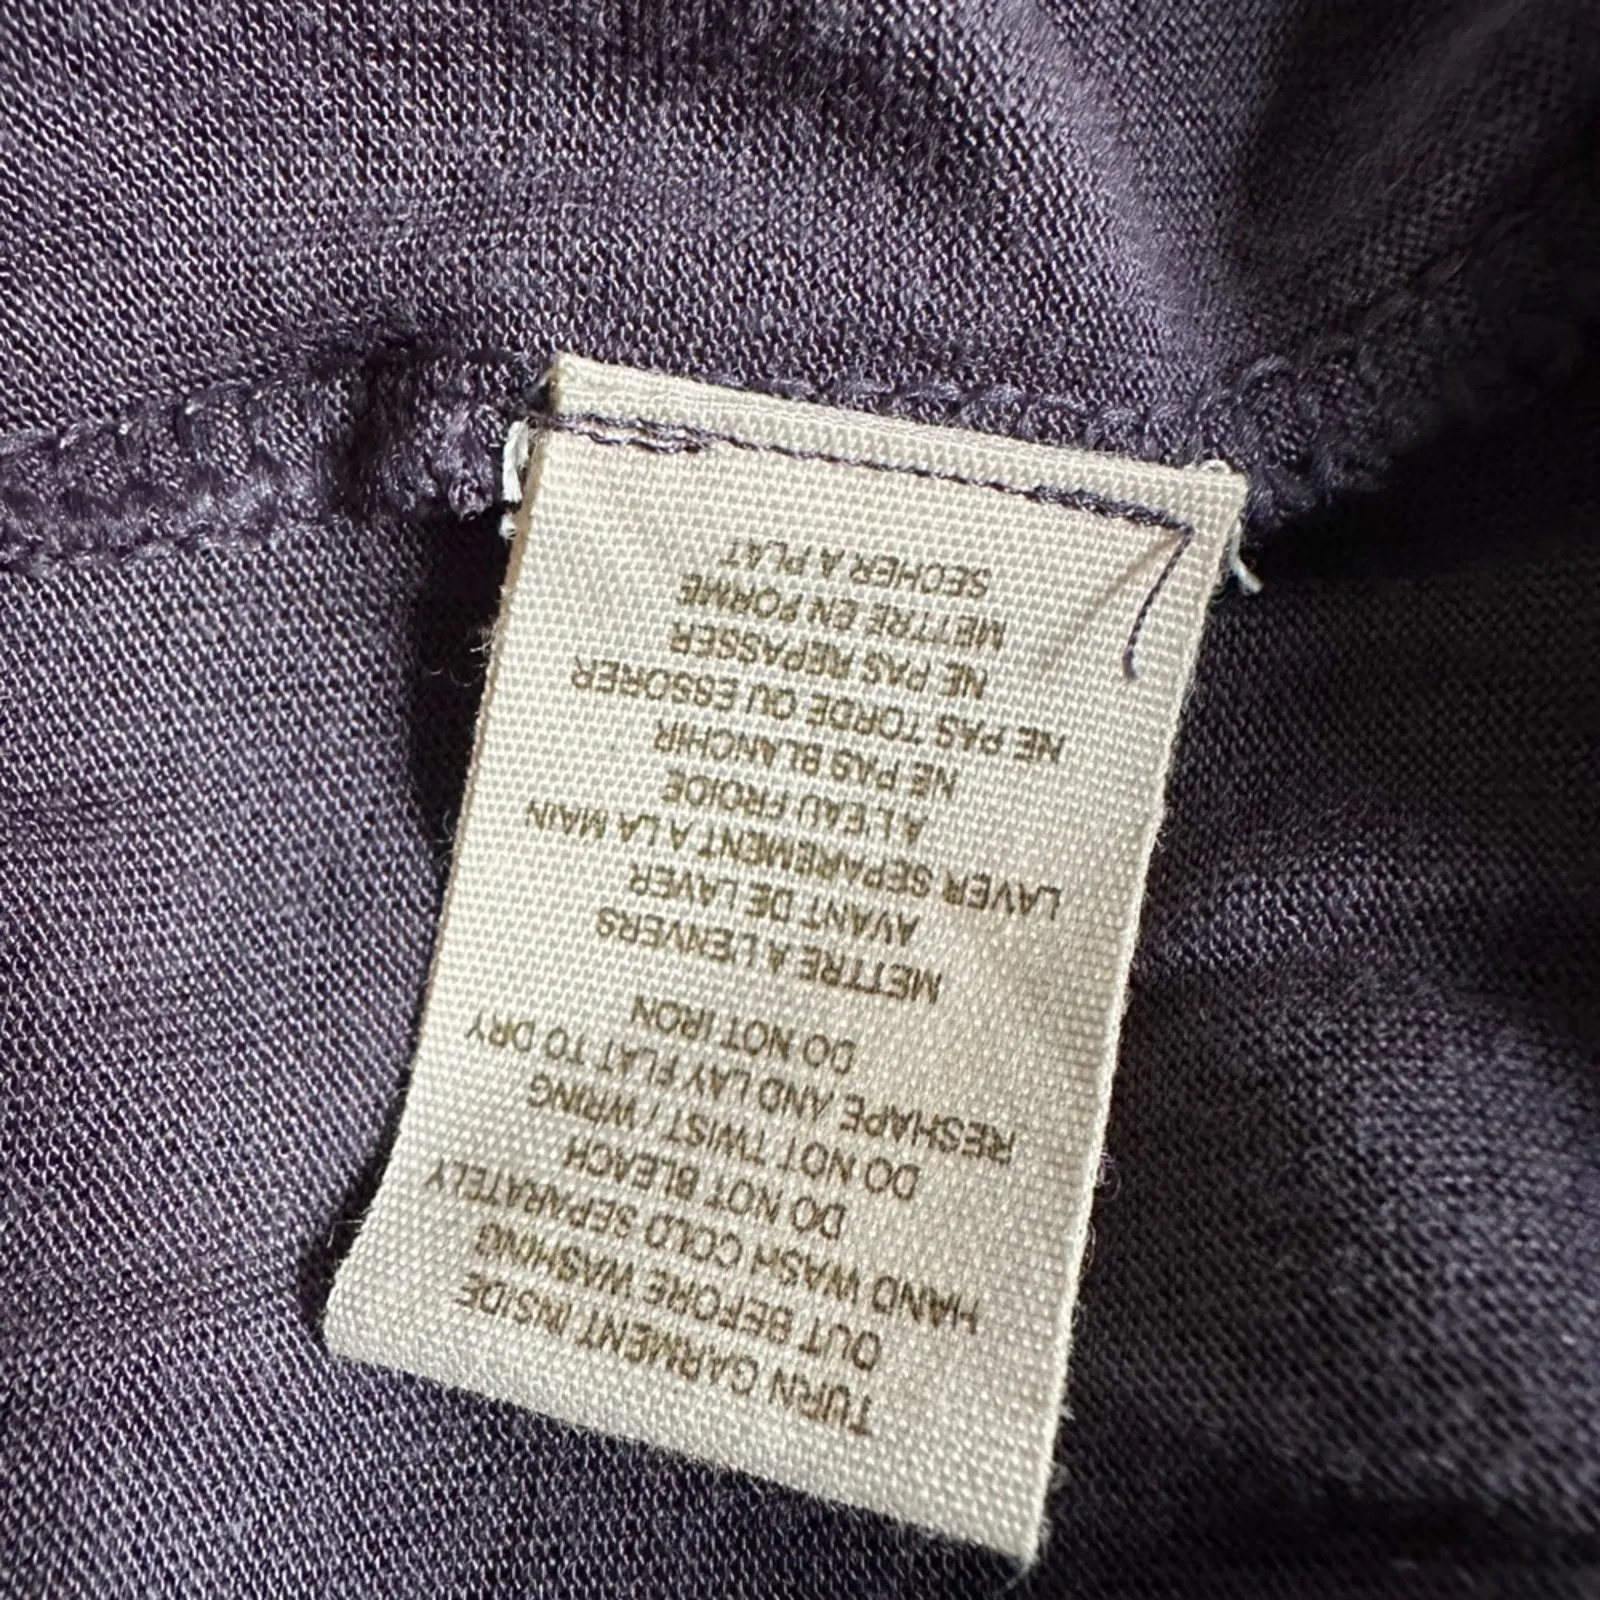 TURN GARMENT INSIDE
OUT BEFORE WASHING
HAND WASH COLD SEPARATELY
DO NOT BLEACH
DO NOT TWIST / WRING
RESHAPE AND LAY FLAT TO DRY
DO NOT IRON
METTRE A L'ENVERS
AVANT DE LAVER
LAVER SEPAREMENT A LA MAIN
A L'EAU FROIDE
NE PAS BLANCHIR
NE PAS TORDE OU ESSORER
NE PAS REPASSER
METTRE EN FORME
SECHER A PLAT